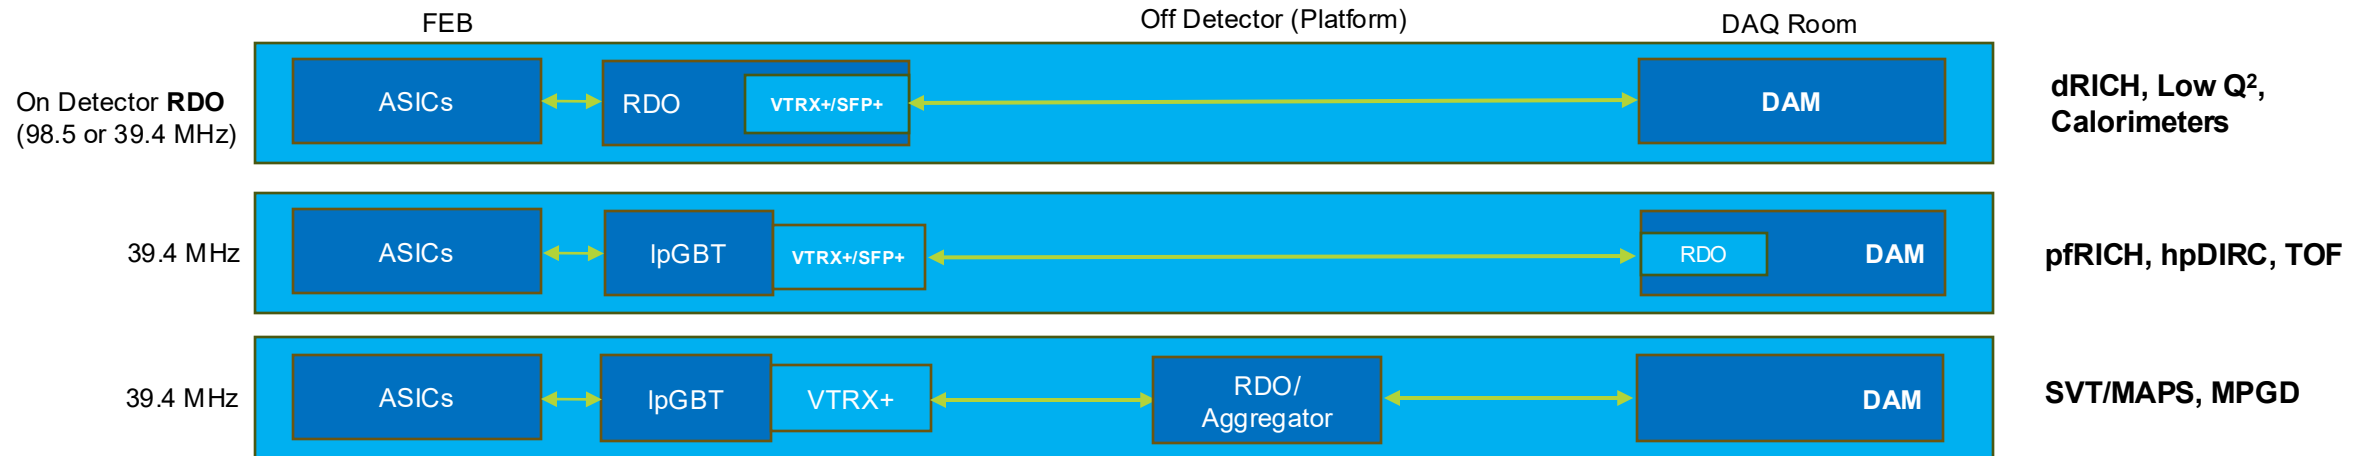 FEB
Off Detector (Platform)
DAQ Room
On Detector RDO
(98.5 or 39.4 MHz)
ASICs
RDO
VTRX+/SFP+
DAM
dRICH, Low Q²,
Calorimeters
39.4 MHz
ASICs
lpGBT
VTRX+/SFP+
RDO
DAM
pfRICH, hpDIRC, TOF
39.4 MHz
ASICs
lpGBT
VTRX+
RDO/
Aggregator
DAM
SVT/MAPS, MPGD